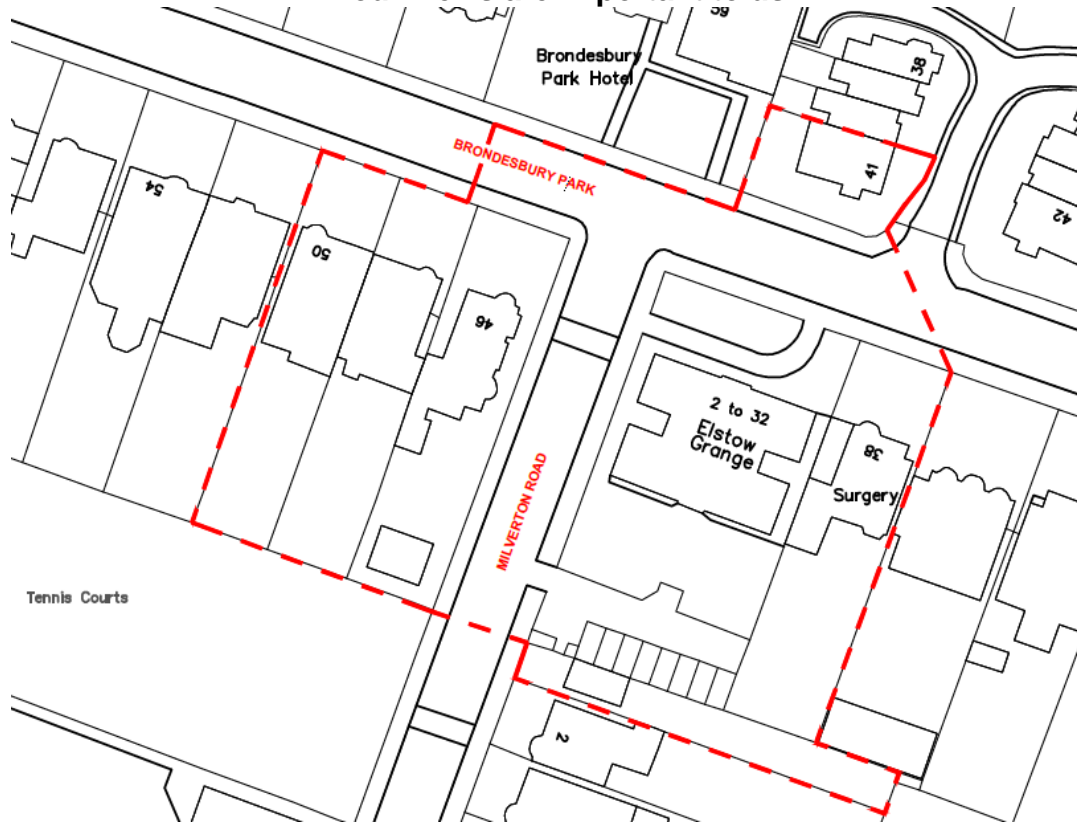 59
38
Brondesbury
Park Hotel
BRONDESBURY PARK
41
42
54
50
46
2 to 32
Elstow
Grange
38
Surgery
MILVERTON ROAD
Tennis Courts
2